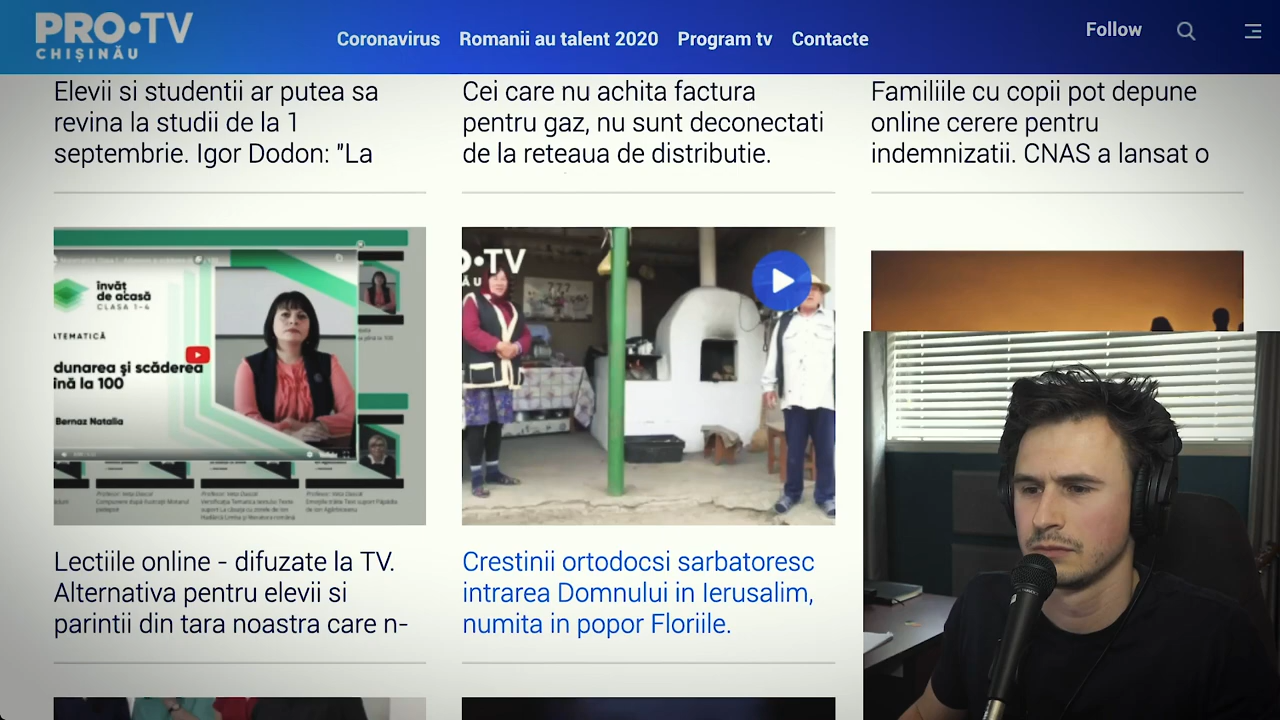 PRO•TV
CHIȘINĂU
Coronavirus
Romanii au talent 2020
Program tv
Contacte
Follow
Elevii si studentii ar putea sa
revina la studii de la 1
septembrie. Igor Dodon: "La
Cei care nu achita factura
pentru gaz, nu sunt deconectati
de la reteaua de distributie.
Familiile cu copii pot depune
online cerere pentru
indemnizatii. CNAS a lansat o
învăț
de acasă
CLASA 1-4
TEMATICĂ
dunarea și scăderea
ină la 100
Bernaz Natalia
O•TV
ĂU
Lectiile online - difuzate la TV.
Alternativa pentru elevii si
parintii din tara noastra care n-
Crestinii ortodocsi sarbatoresc
intrarea Domnului in Ierusalim,
numita in popor Floriile.